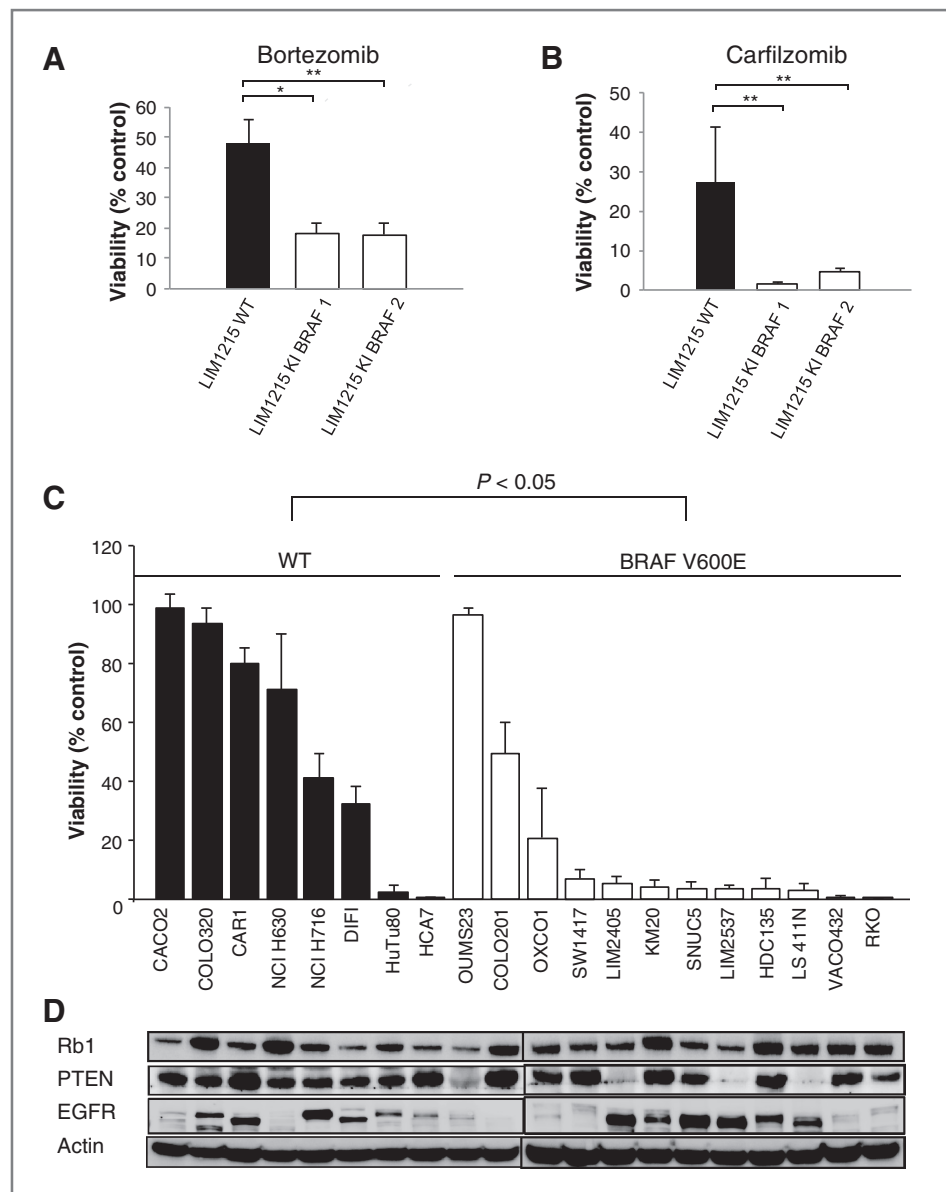 A
Bortezomib
**
*
Viability (% control)
60
50
40
30
20
10
0
LIM1215 WT
LIM1215 KI BRAF 1
LIM1215 KI BRAF 2
B
Carfilzomib
**
**
Viability (% control)
50
40
30
20
10
0
LIM1215 WT
LIM1215 KI BRAF 1
LIM1215 KI BRAF 2
C
P < 0.05
WT
BRAF V600E
Viability (% control)
120
100
80
60
40
20
0
CACO2
COLO320
CAR1
NCI H630
NCI H716
DIFI
HuTu80
HCA7
OUMS23
COLO201
OXCO1
SW1417
LIM2405
KM20
SNUC5
LIM2537
HDC135
LS 411N
VACO432
RKO
D
Rb1
PTEN
EGFR
Actin